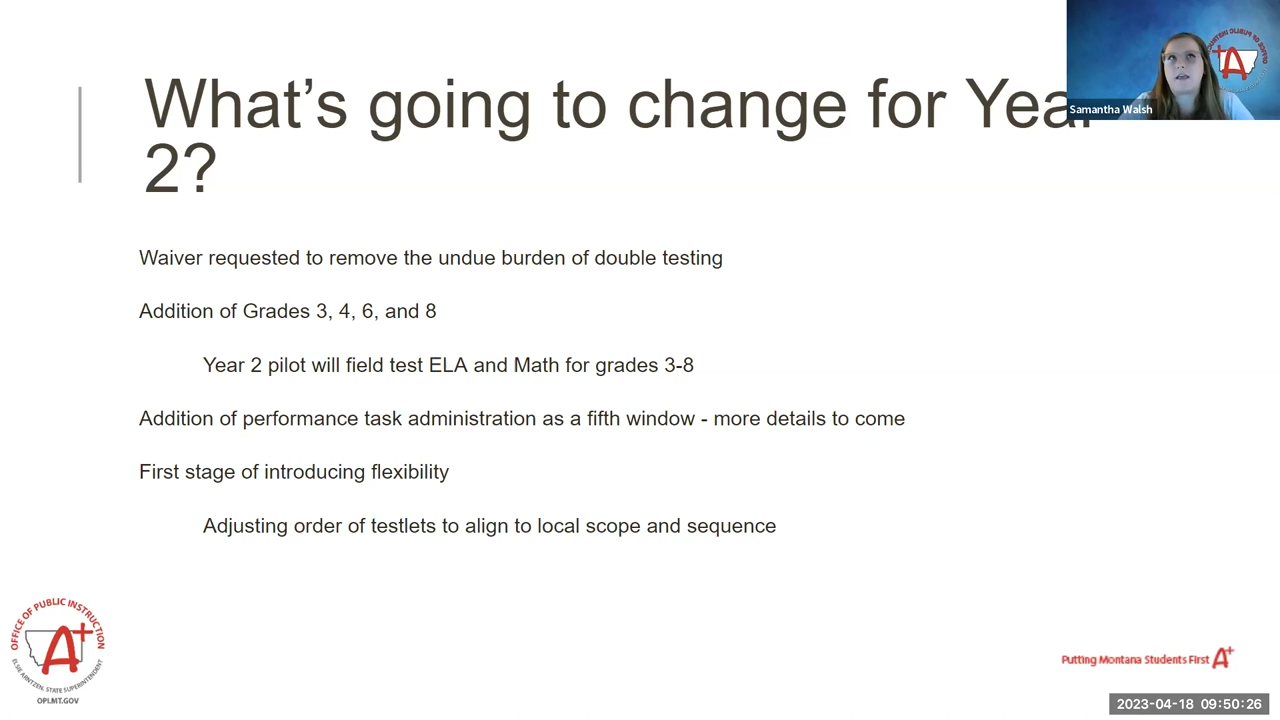 What's going to change for Year
2?
Samantha Walsh
Waiver requested to remove the undue burden of double testing
Addition of Grades 3, 4, 6, and 8
Year 2 pilot will field test ELA and Math for grades 3-8
Addition of performance task administration as a fifth window - more details to come
First stage of introducing flexibility
Adjusting order of testlets to align to local scope and sequence
OFFICE OF PUBLIC INSTRUCTION
A+
ELSIE ARNTZEN, STATE SUPERINTENDENT
OPI.MT.GOV
Putting Montana Students First A+
2023-04-18 09:50:26